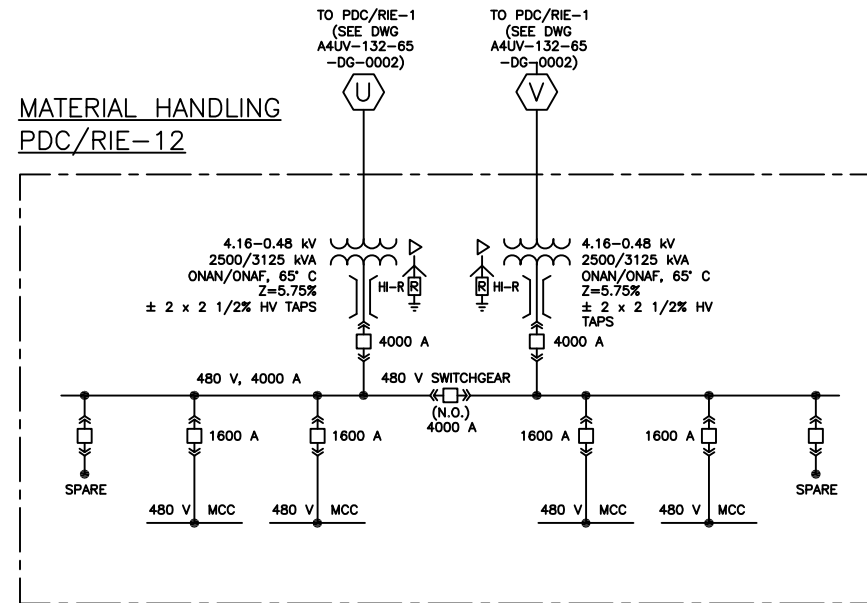 TO PDC/RIE-1
(SEE DWG
A4UV-132-65
-DG-0002)
U
TO PDC/RIE-1
(SEE DWG
A4UV-132-65
-DG-0002)
V
MATERIAL HANDLING
PDC/RIE-12
4.16-0.48 kV
2500/3125 kVA
ONAN/ONAF, 65° C
Z=5.75%
± 2 x 2 1/2% HV TAPS
HI-R
R
R
HI-R
4.16-0.48 kV
2500/3125 kVA
ONAN/ONAF, 65° C
Z=5.75%
± 2 x 2 1/2% HV
TAPS
4000 A
4000 A
480 V, 4000 A
480 V SWITCHGEAR
(N.O.)
4000 A
1600 A
1600 A
1600 A
1600 A
SPARE
SPARE
480 V MCC
480 V MCC
480 V MCC
480 V MCC